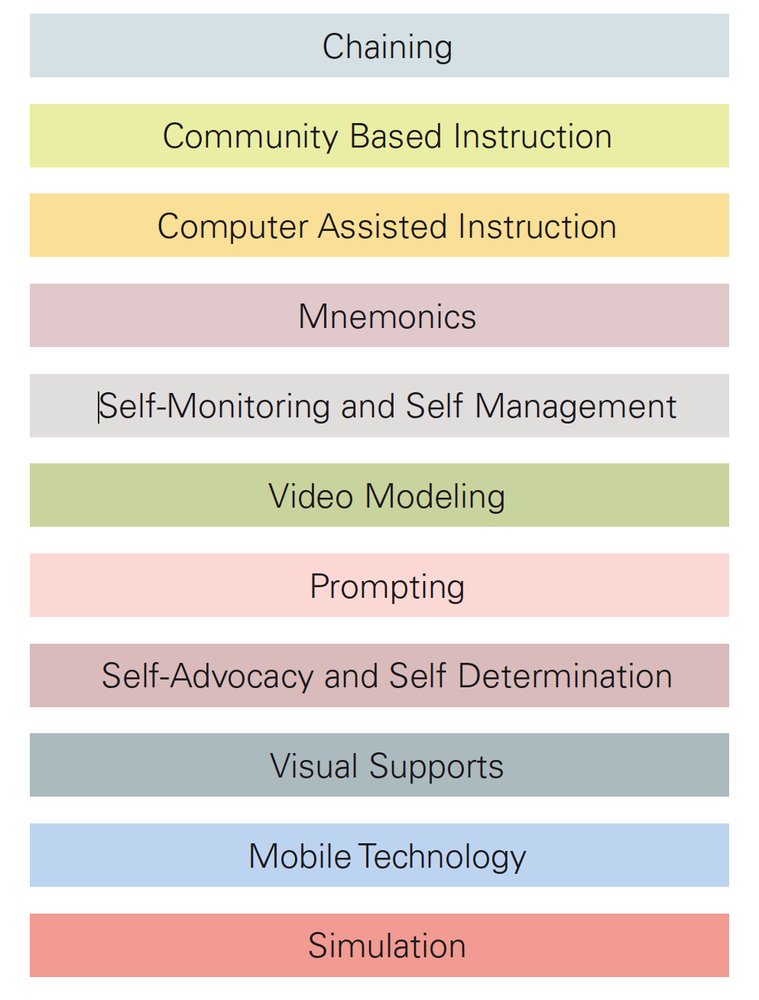 Chaining
Community Based Instruction
Computer Assisted Instruction
Mnemonics
Self-Monitoring and Self Management
Video Modeling
Prompting
Self-Advocacy and Self Determination
Visual Supports
Mobile Technology
Simulation